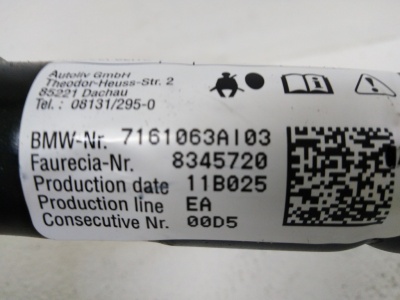 Autoliv GmbH
Theodor-Heuss-Str. 2
85221 Dachau
Tel.: 08131/295-0
BMW-Nr. 7161063AI03
Faurecia-Nr. 8345720
Production date 11B025
Production line EA
Consecutive Nr. 00D5